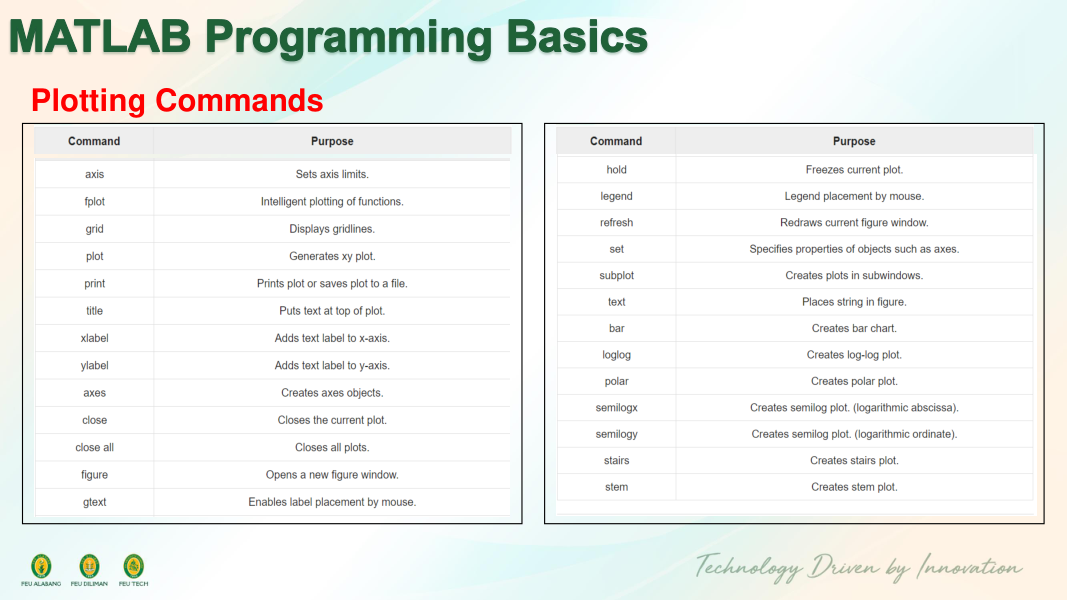 MATLAB Programming Basics
Plotting Commands
Command Purpose
axis Sets axis limits.
fplot Intelligent plotting of functions.
grid Displays gridlines.
plot Generates xy plot.
print Prints plot or saves plot to a file.
title Puts text at top of plot.
xlabel Adds text label to x-axis.
ylabel Adds text label to y-axis.
axes Creates axes objects.
close Closes the current plot.
close all Closes all plots.
figure Opens a new figure window.
gtext Enables label placement by mouse.
Command Purpose
hold Freezes current plot.
legend Legend placement by mouse.
refresh Redraws current figure window.
set Specifies properties of objects such as axes.
subplot Creates plots in subwindows.
text Places string in figure.
bar Creates bar chart.
loglog Creates log-log plot.
polar Creates polar plot.
semilogx Creates semilog plot. (logarithmic abscissa).
semilogy Creates semilog plot. (logarithmic ordinate).
stairs Creates stairs plot.
stem Creates stem plot.
FEU ALABANG FEU DILIMAN FEU TECH
Technology Driven by Innovation